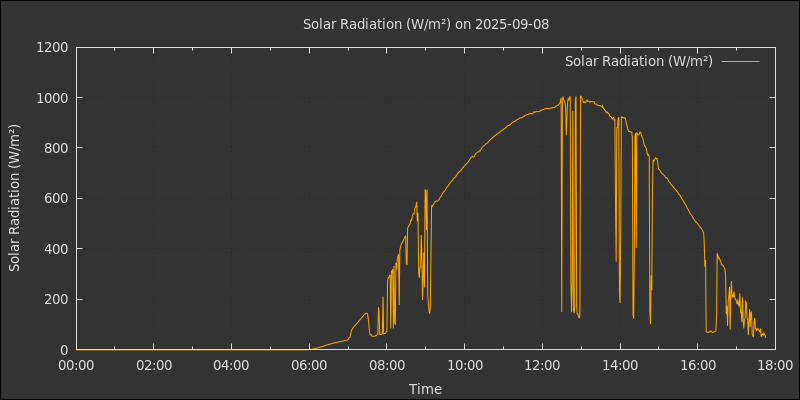 Solar Radiation (W/m²) on 2025-09-08
Solar Radiation (W/m²)
Solar Radiation (W/m²)
1200
1000
800
600
400
200
0
00:00 02:00 04:00 06:00 08:00 10:00 12:00 14:00 16:00 18:00
Time